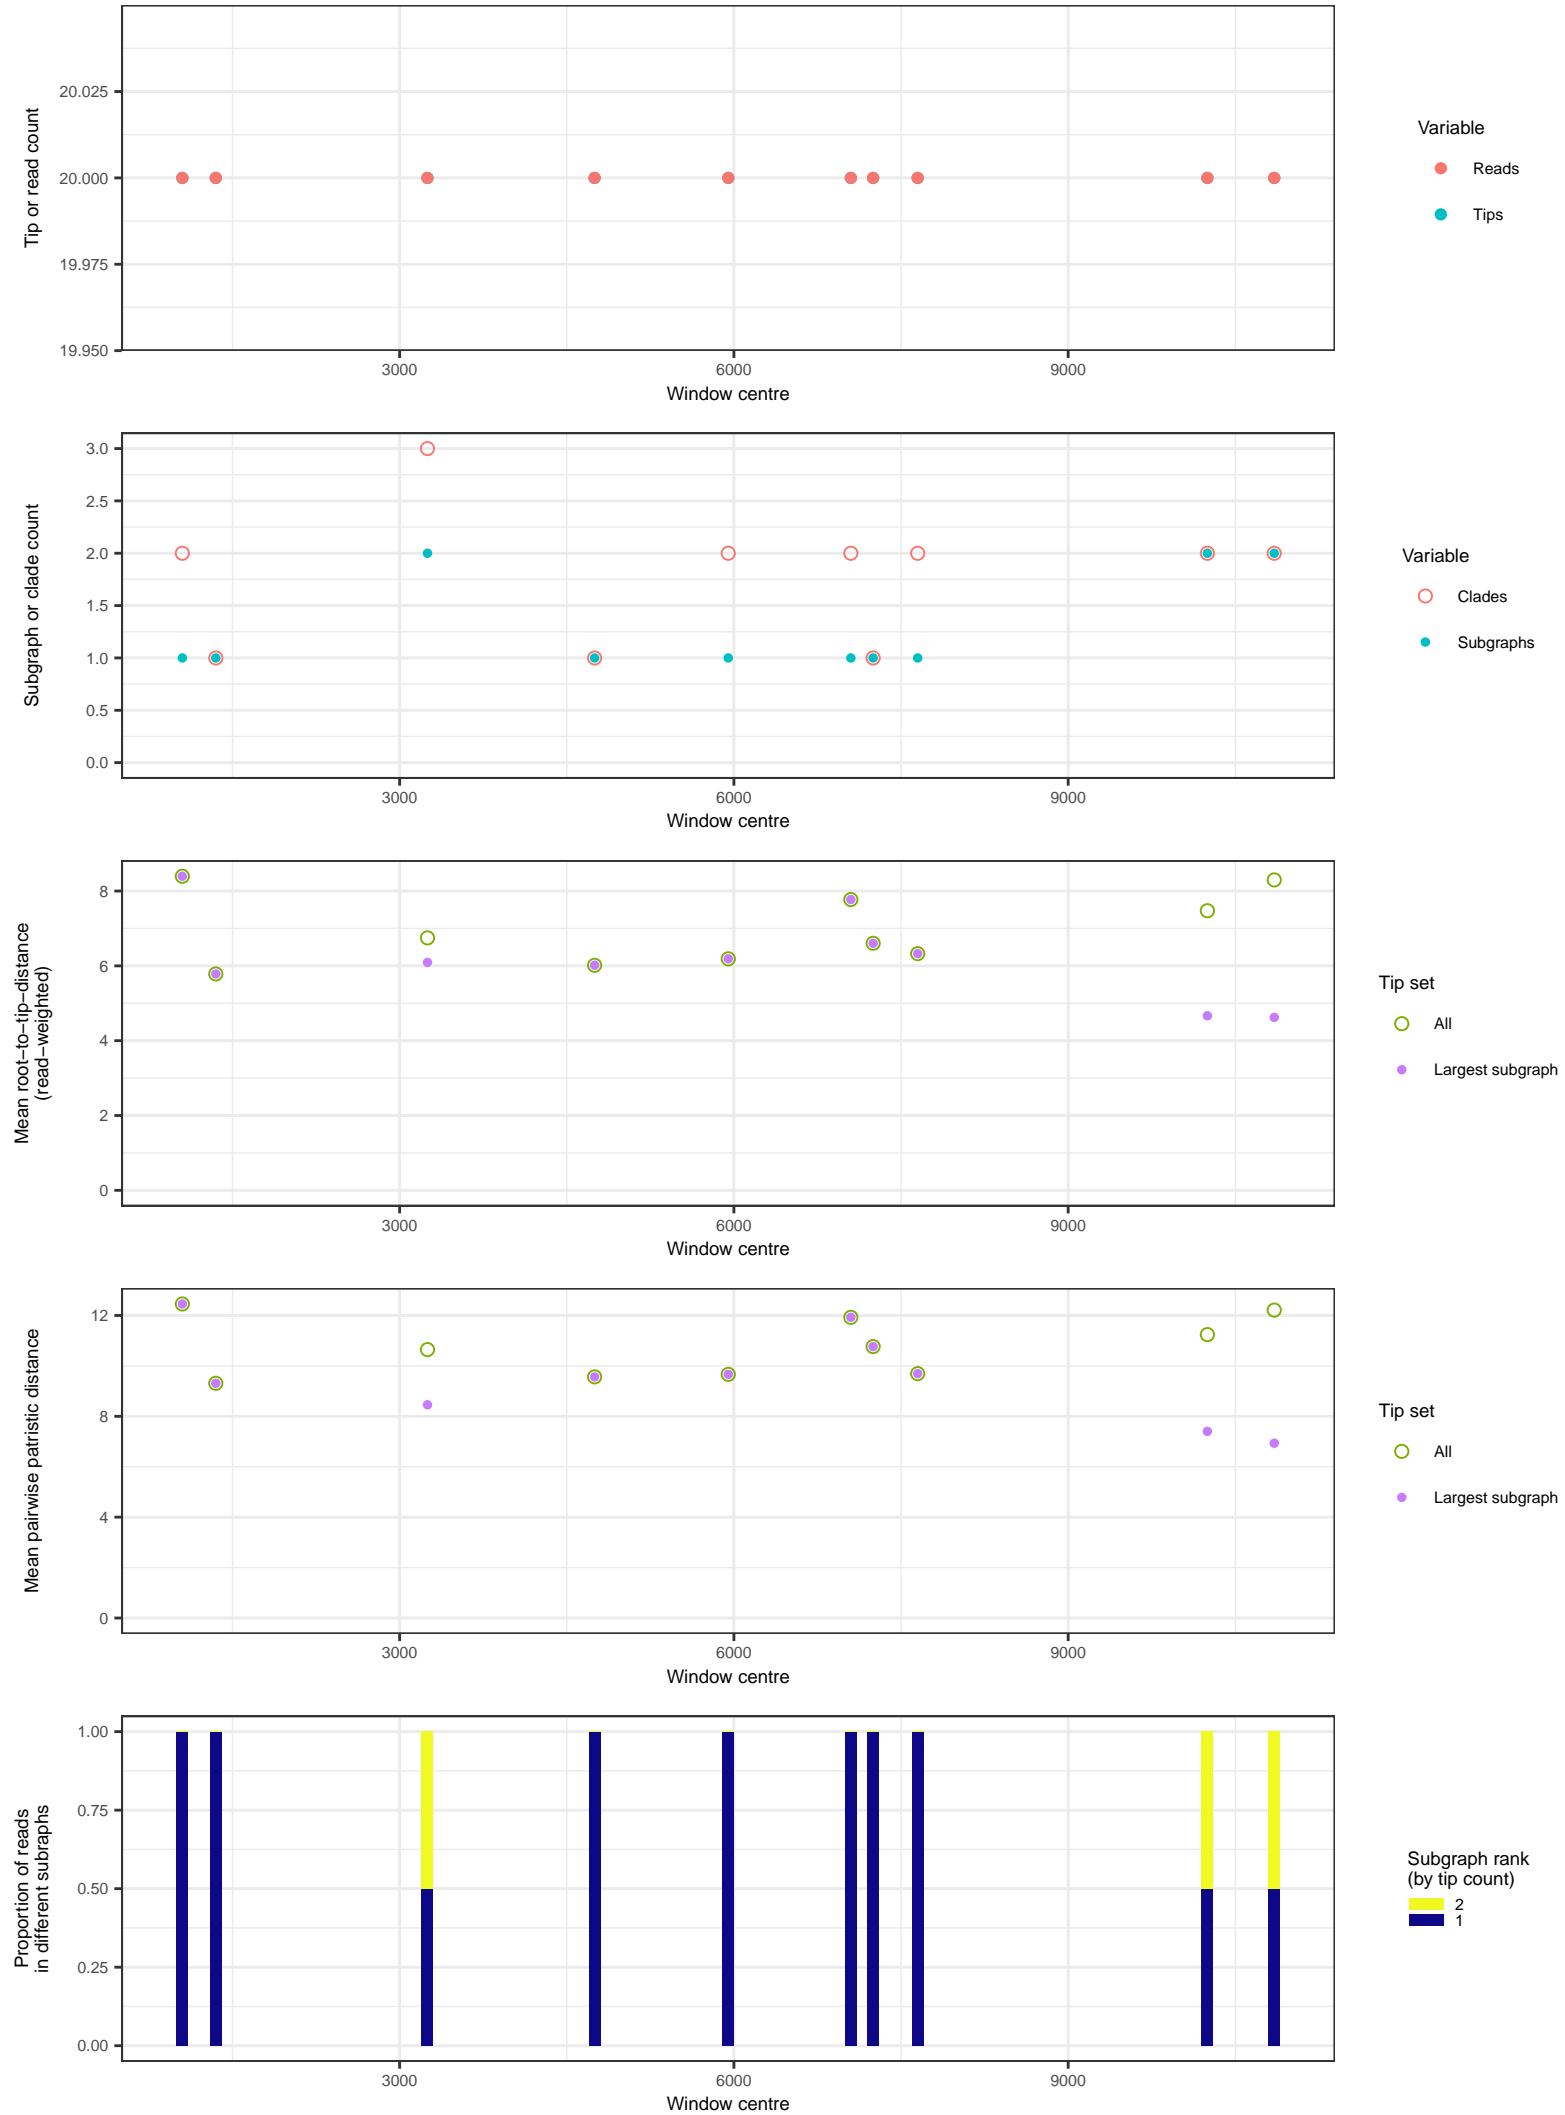 20.025
20.000
19.975
19.950
Tip or read count
3000 6000 9000
Window centre
Variable
Reads
Tips
3.0
2.5
2.0
1.5
1.0
0.5
0.0
Subgraph or clade count
3000 6000 9000
Window centre
Variable
Clades
Subgraphs
8
6
4
2
0
Mean root−to−tip−distance
(read−weighted)
3000 6000 9000
Window centre
Tip set
All
Largest subgraph
12
8
4
0
Mean pairwise patristic distance
3000 6000 9000
Window centre
Tip set
All
Largest subgraph
1.00
0.75
0.50
0.25
0.00
Proportion of reads
in different subraphs
3000 6000 9000
Window centre
Subgraph rank
(by tip count)
2
1